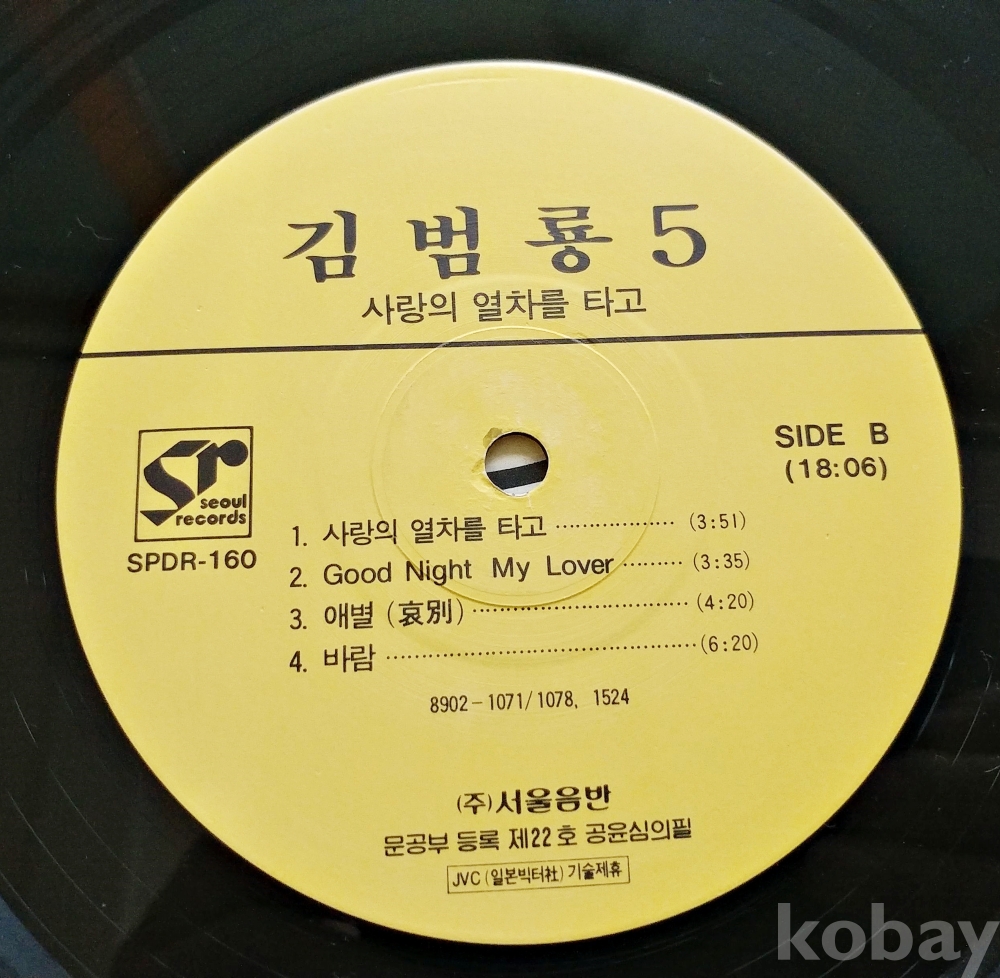 김범룡 5
사랑의 열차를 타고
sr
seoul
records
SPDR-160
SIDE B
(18:06)
1. 사랑의 열차를 타고 ·················· (3:51)
2. Good Night My Lover ········· (3:35)
3. 애별 (哀別) ································ (4:20)
4. 바람 ············································ (6:20)
8902-1071/1078, 1524
(주)서울음반
문공부 등록 제22호 공윤심의필
JVC (일본빅터社) 기술제휴
kobay